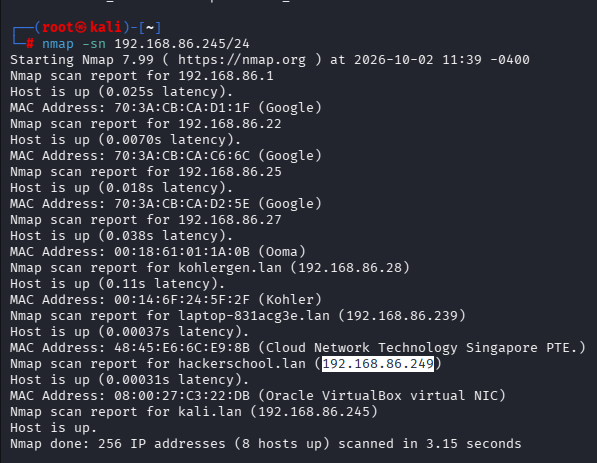 ┌──(root㉿kali)-[~]
└─# nmap -sn 192.168.86.245/24
Starting Nmap 7.99 ( https://nmap.org ) at 2026-10-02 11:39 -0400
Nmap scan report for 192.168.86.1
Host is up (0.025s latency).
MAC Address: 70:3A:CB:CA:D1:1F (Google)
Nmap scan report for 192.168.86.22
Host is up (0.0070s latency).
MAC Address: 70:3A:CB:CA:C6:6C (Google)
Nmap scan report for 192.168.86.25
Host is up (0.018s latency).
MAC Address: 70:3A:CB:CA:D2:5E (Google)
Nmap scan report for 192.168.86.27
Host is up (0.038s latency).
MAC Address: 00:18:61:01:1A:0B (Ooma)
Nmap scan report for kohlergen.lan (192.168.86.28)
Host is up (0.11s latency).
MAC Address: 00:14:6F:24:5F:2F (Kohler)
Nmap scan report for laptop-831acg3e.lan (192.168.86.239)
Host is up (0.00037s latency).
MAC Address: 48:45:E6:6C:E9:8B (Cloud Network Technology Singapore PTE.)
Nmap scan report for hackerschool.lan (192.168.86.249)
Host is up (0.00031s latency).
MAC Address: 08:00:27:C3:22:DB (Oracle VirtualBox virtual NIC)
Nmap scan report for kali.lan (192.168.86.245)
Host is up.
Nmap done: 256 IP addresses (8 hosts up) scanned in 3.15 seconds